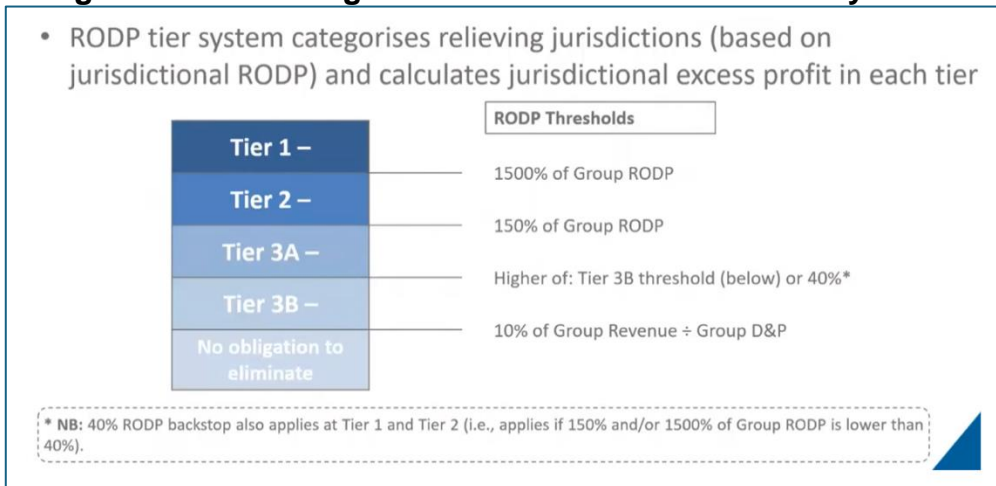 • RODP tier system categorises relieving jurisdictions (based on
jurisdictional RODP) and calculates jurisdictional excess profit in each tier
RODP Thresholds
Tier 1 –
1500% of Group RODP
Tier 2 –
150% of Group RODP
Tier 3A –
Higher of: Tier 3B threshold (below) or 40%*
Tier 3B –
10% of Group Revenue ÷ Group D&P
No obligation to
eliminate
* NB: 40% RODP backstop also applies at Tier 1 and Tier 2 (i.e., applies if 150% and/or 1500% of Group RODP is lower than
40%).